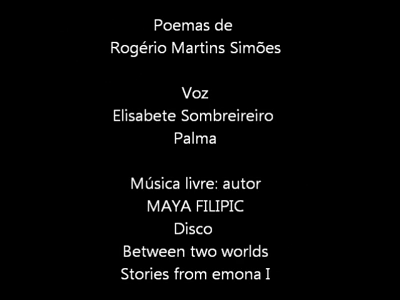 Poemas de
Rogério Martins Simões
Voz
Elisabete Sombreireiro
Palma
Música livre: autor
MAYA FILIPIC
Disco
Between two worlds
Stories from emona I